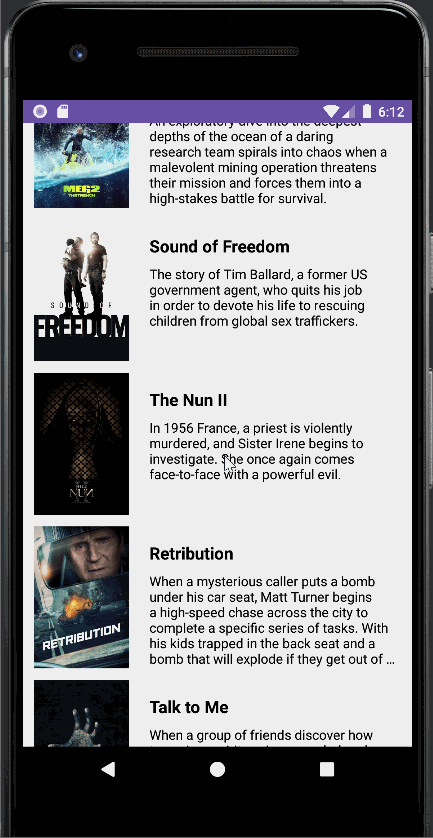 6:12
An exploratory dive into the deepest
depths of the ocean of a daring
research team spirals into chaos when a
malevolent mining operation threatens
their mission and forces them into a
high-stakes battle for survival.
MEG2
THE TRENCH
Sound of Freedom
The story of Tim Ballard, a former US
government agent, who quits his job
in order to devote his life to rescuing
children from global sex traffickers.
SOUND OF
FREEDOM
The Nun II
In 1956 France, a priest is violently
murdered, and Sister Irene begins to
investigate. She once again comes
face-to-face with a powerful evil.
THE
NUN
II
Retribution
When a mysterious caller puts a bomb
under his car seat, Matt Turner begins
a high-speed chase across the city to
complete a specific series of tasks. With
his kids trapped in the back seat and a
bomb that will explode if they get out of ...
RETRIBUTION
Talk to Me
When a group of friends discover how